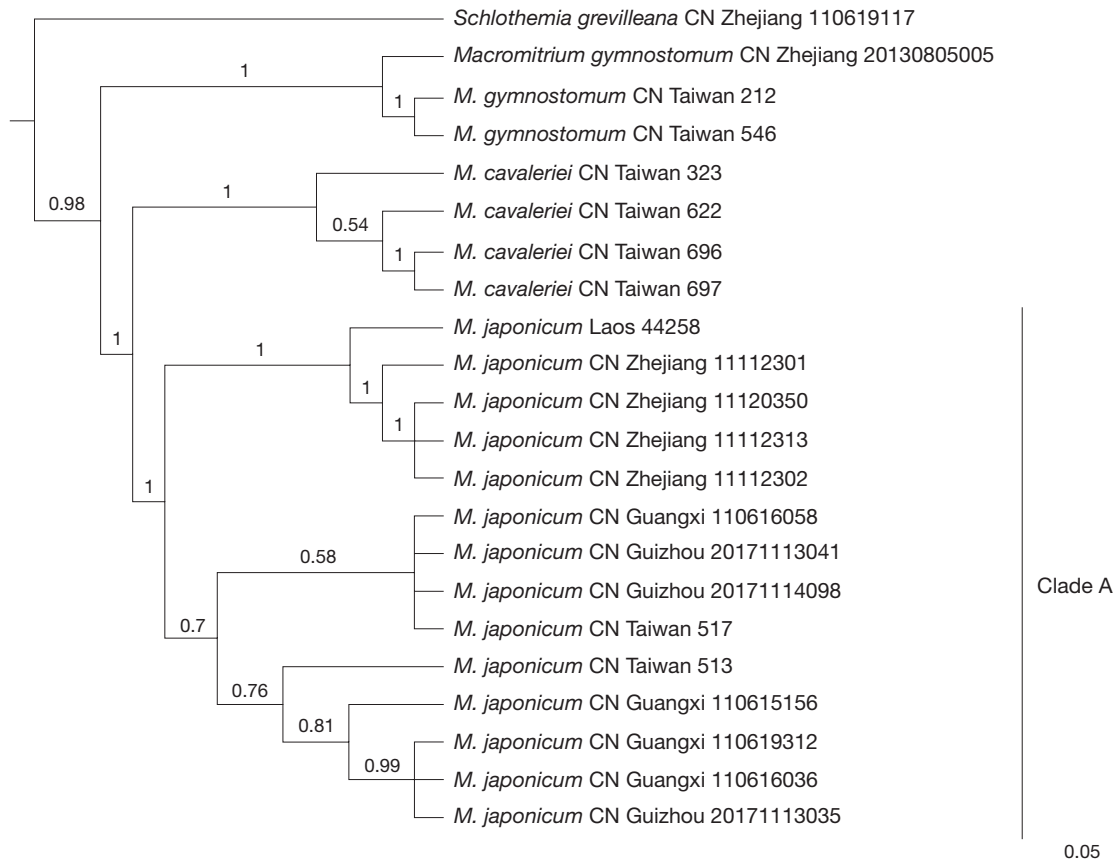 Schlothemia grevilleana CN Zhejiang 110619117
Macromitrium gymnostomum CN Zhejiang 20130805005
1
1
M. gymnostomum CN Taiwan 212
M. gymnostomum CN Taiwan 546
M. cavaleriei CN Taiwan 323
1
0.98
0.54
M. cavaleriei CN Taiwan 622
M. cavaleriei CN Taiwan 696
1
M. cavaleriei CN Taiwan 697
M. japonicum Laos 44258
1
1
M. japonicum CN Zhejiang 11112301
1
M. japonicum CN Zhejiang 11120350
1
M. japonicum CN Zhejiang 11112313
M. japonicum CN Zhejiang 11112302
1
M. japonicum CN Guangxi 110616058
0.58
M. japonicum CN Guizhou 20171113041
M. japonicum CN Guizhou 20171114098
Clade A
M. japonicum CN Taiwan 517
0.7
M. japonicum CN Taiwan 513
0.76
M. japonicum CN Guangxi 110615156
0.81
M. japonicum CN Guangxi 110619312
0.99
M. japonicum CN Guangxi 110616036
M. japonicum CN Guizhou 20171113035
0.05